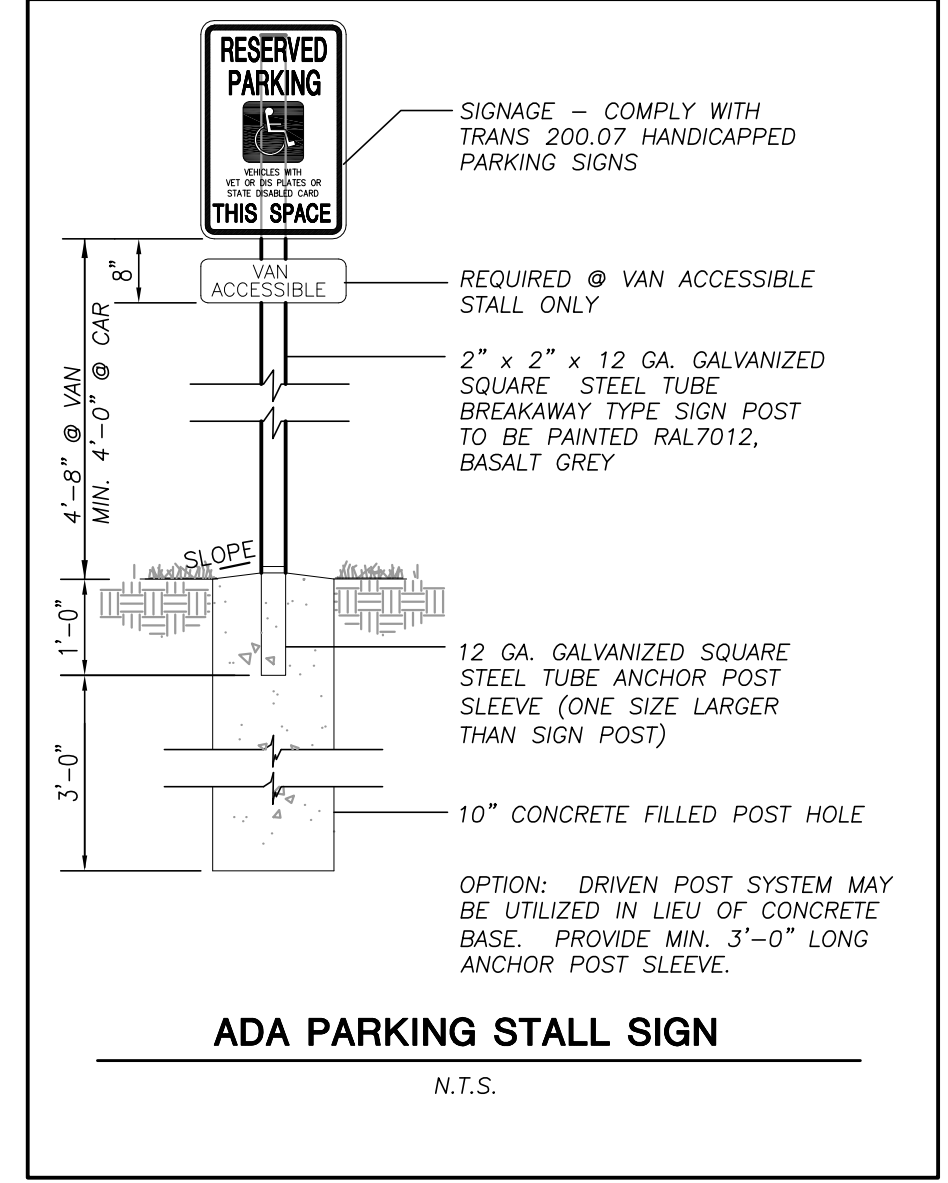 RESERVED
PARKING
VEHICLES WITH
VET OR DIS PLATES OR
STATE DISABLED CARD
THIS SPACE
SIGNAGE – COMPLY WITH
TRANS 200.07 HANDICAPPED
PARKING SIGNS
8"
VAN
ACCESSIBLE
REQUIRED @ VAN ACCESSIBLE
STALL ONLY
4'–8" @ VAN
MIN. 4'–0" @ CAR
2" x 2" x 12 GA. GALVANIZED
SQUARE STEEL TUBE
BREAKAWAY TYPE SIGN POST
TO BE PAINTED RAL7012,
BASALT GREY
SLOPE
1'–0"
12 GA. GALVANIZED SQUARE
STEEL TUBE ANCHOR POST
SLEEVE (ONE SIZE LARGER
THAN SIGN POST)
3'–0"
10" CONCRETE FILLED POST HOLE
OPTION: DRIVEN POST SYSTEM MAY
BE UTILIZED IN LIEU OF CONCRETE
BASE. PROVIDE MIN. 3'–0" LONG
ANCHOR POST SLEEVE.
ADA PARKING STALL SIGN
N.T.S.